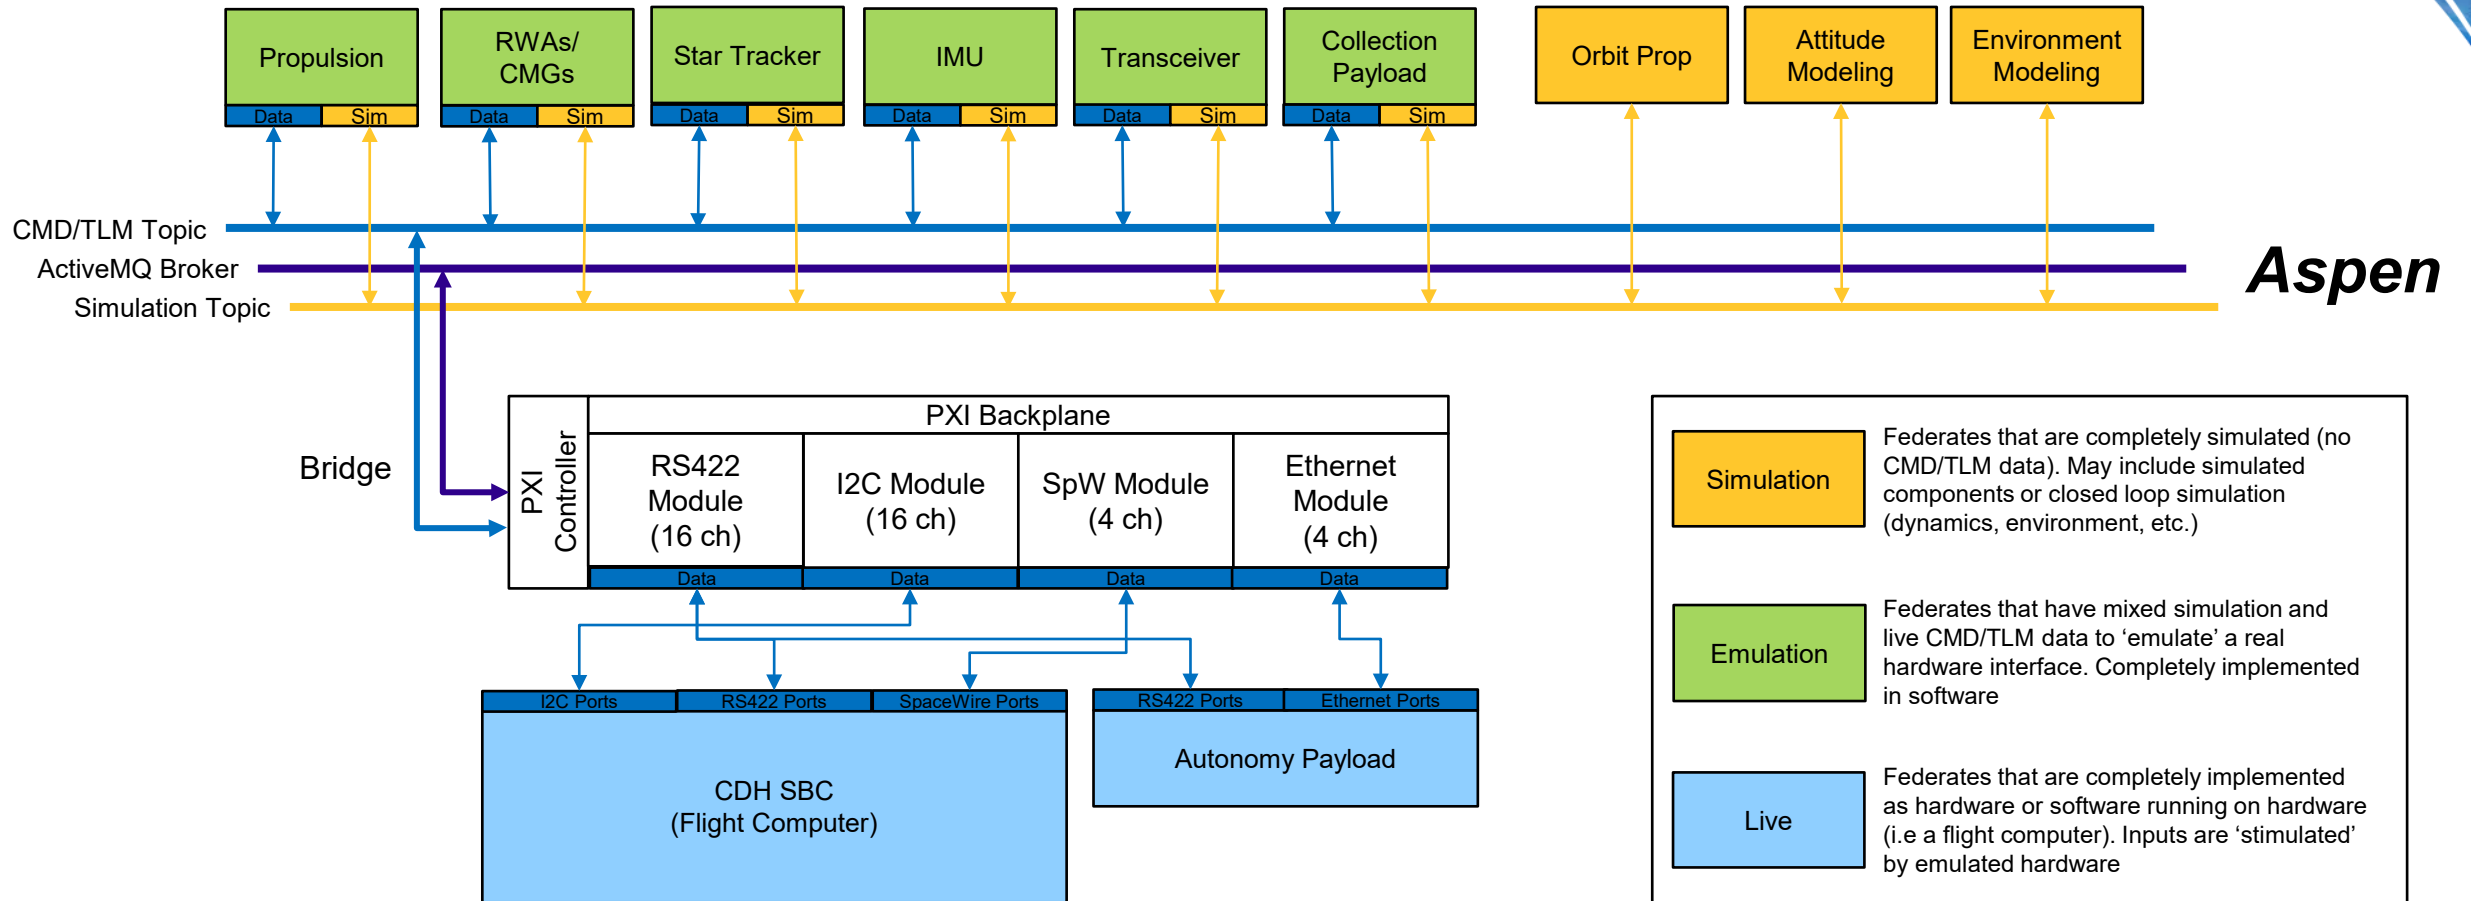 Propulsion
Data
Sim
RWAs/
CMGs
Data
Sim
Star Tracker
Data
Sim
IMU
Data
Sim
Transceiver
Data
Sim
Collection
Payload
Data
Sim
Orbit Prop
Attitude
Modeling
Environment
Modeling
CMD/TLM Topic
ActiveMQ Broker
Simulation Topic
Aspen
Bridge
PXI
Controller
PXI Backplane
RS422
Module
(16 ch)
Data
I2C Module
(16 ch)
Data
SpW Module
(4 ch)
Data
Ethernet
Module
(4 ch)
Data
I2C Ports
RS422 Ports
SpaceWire Ports
CDH SBC
(Flight Computer)
RS422 Ports
Ethernet Ports
Autonomy Payload
Simulation
Federates that are completely simulated (no
CMD/TLM data). May include simulated
components or closed loop simulation
(dynamics, environment, etc.)
Emulation
Federates that have mixed simulation and
live CMD/TLM data to ‘emulate’ a real
hardware interface. Completely implemented
in software
Live
Federates that are completely implemented
as hardware or software running on hardware
(i.e a flight computer). Inputs are ‘stimulated’
by emulated hardware